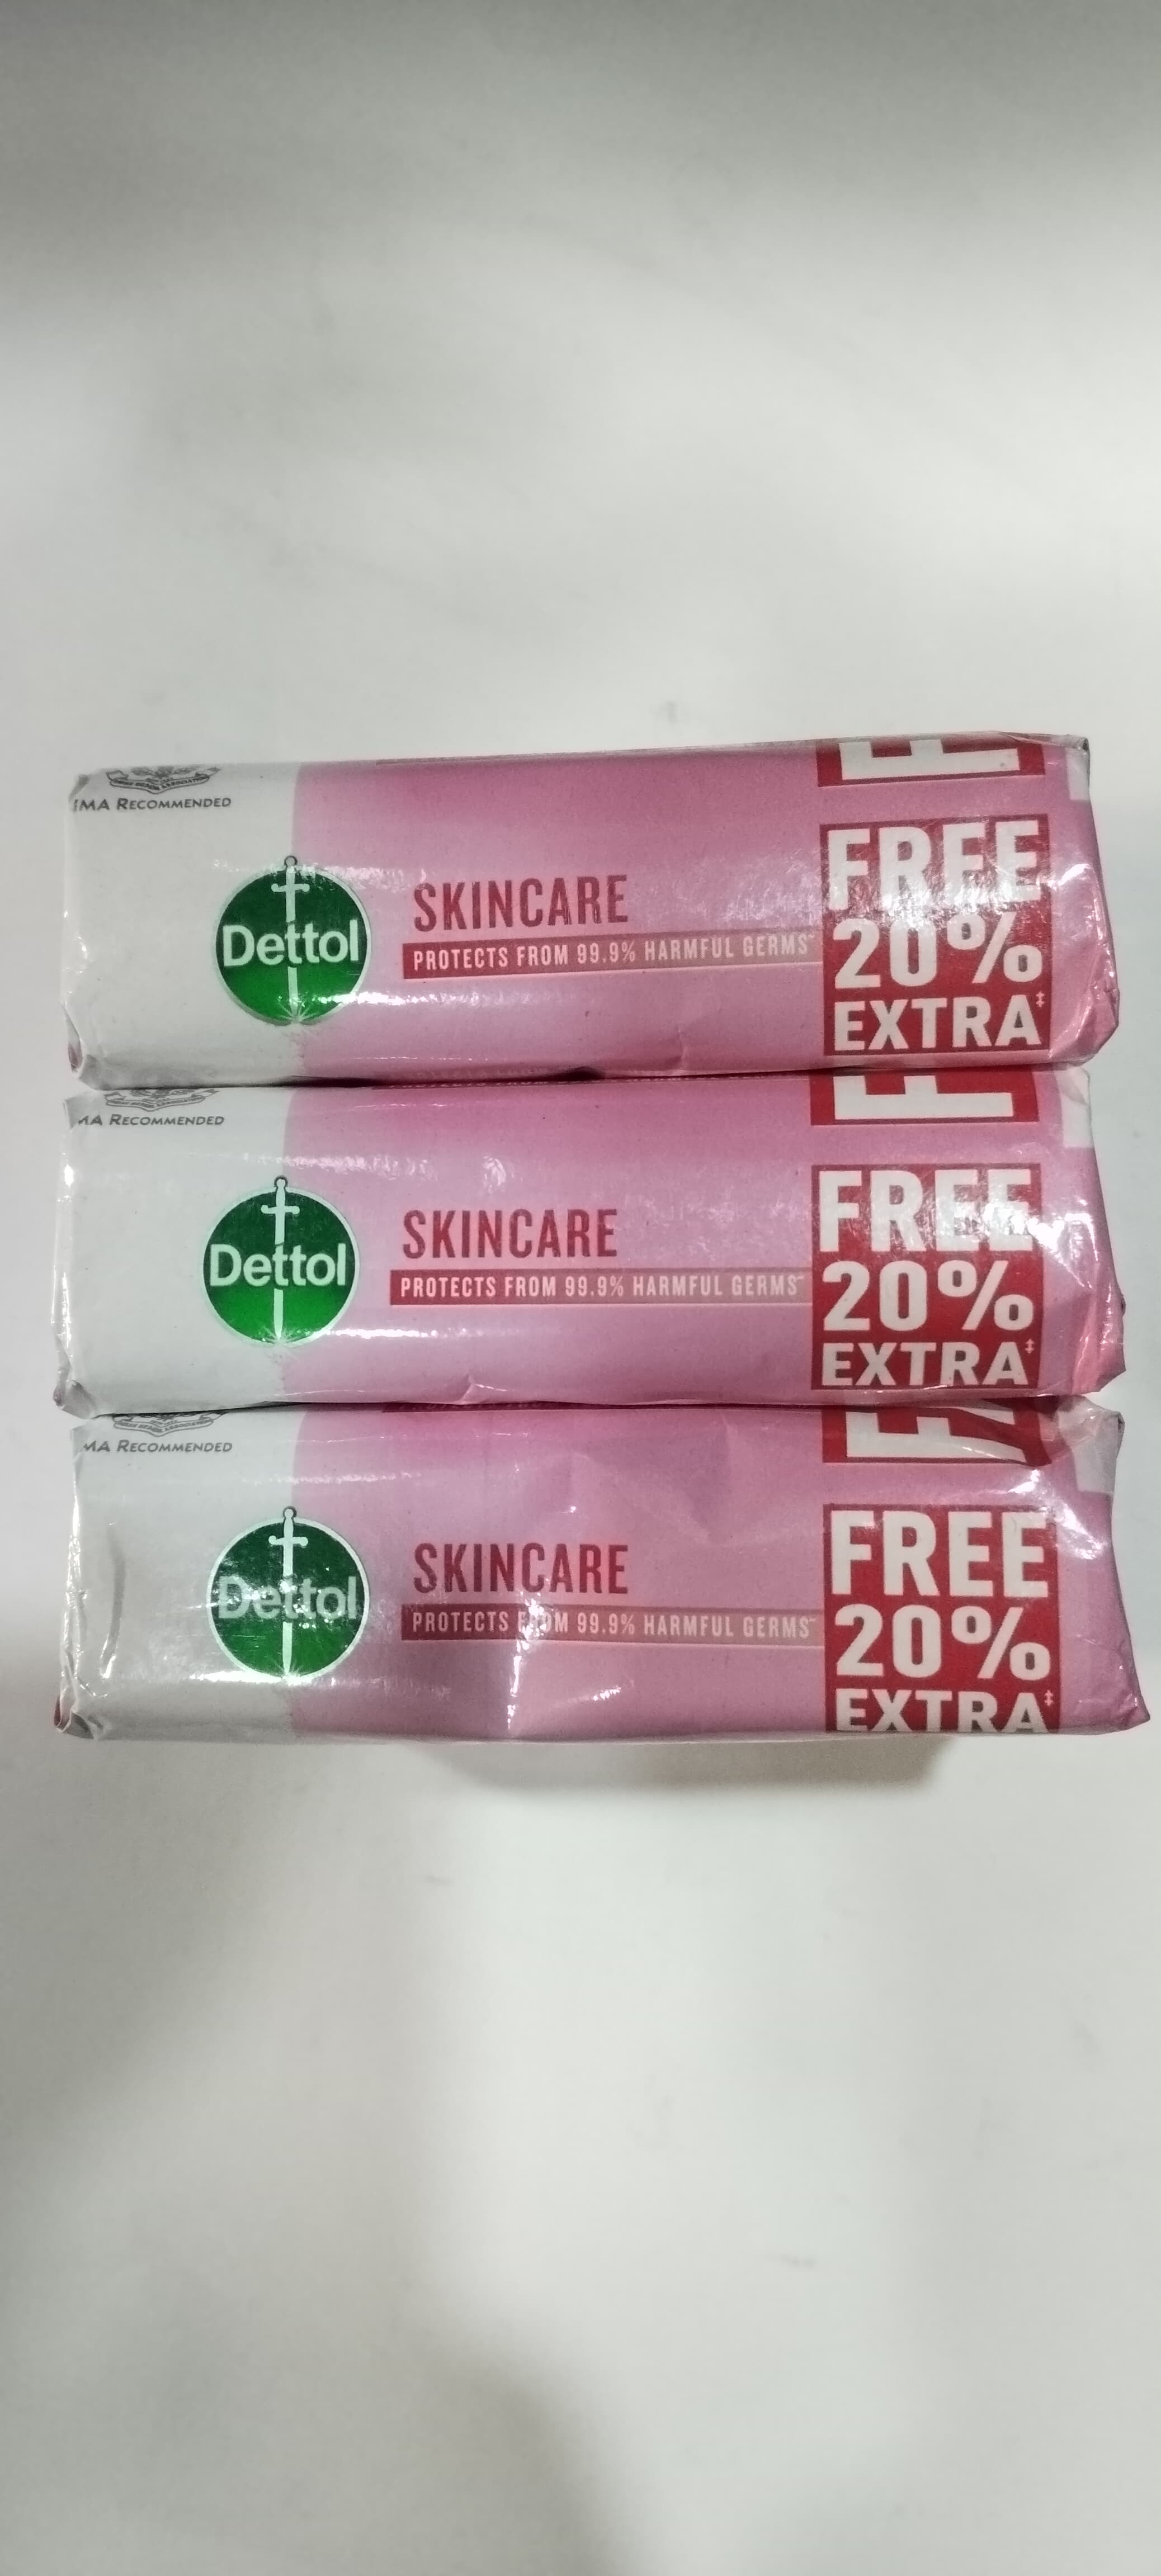 IMA RECOMMENDED
Dettol
SKINCARE
PROTECTS FROM 99.9% HARMFUL GERMS~
F
FREE
20%
EXTRA‡
MA RECOMMENDED
Dettol
SKINCARE
PROTECTS FROM 99.9% HARMFUL GERMS~
F
FREE
20%
EXTRA‡
MA RECOMMENDED
Dettol
SKINCARE
PROTECTS FROM 99.9% HARMFUL GERMS~
F
FREE
20%
EXTRA‡